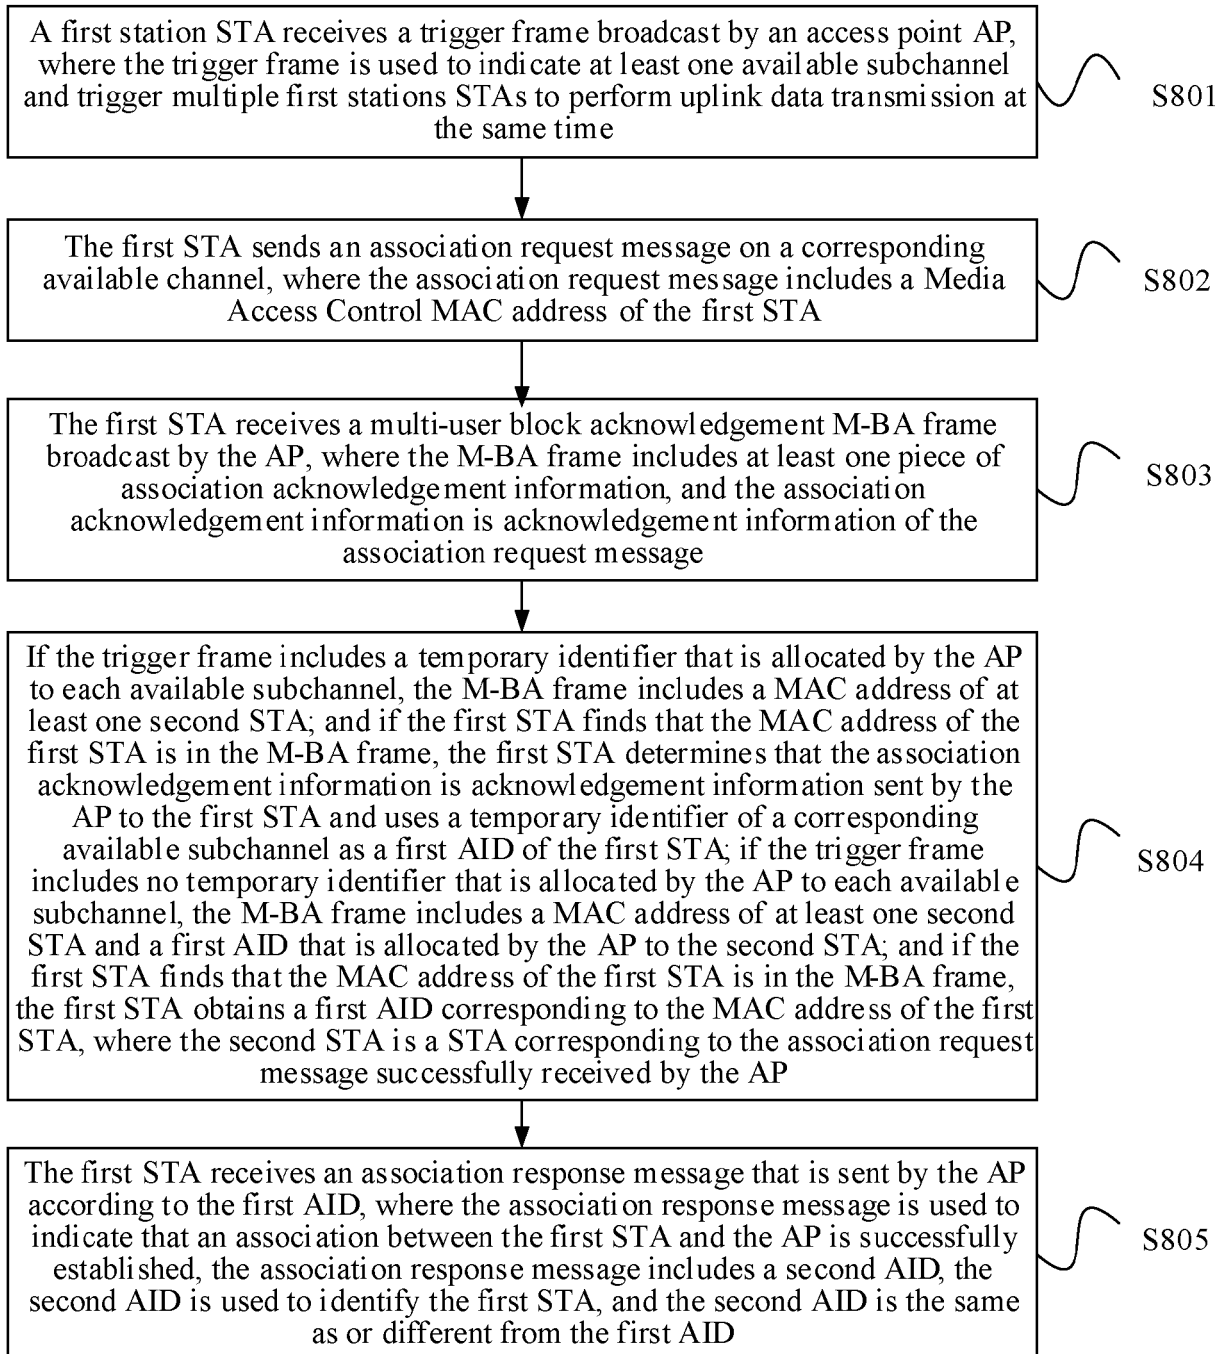 A first station STA receives a trigger frame broadcast by an access point AP,
where the trigger frame is used to indicate at least one available subchannel
and trigger multiple first stations STAs to perform uplink data transmission at
the same time
S801
The first STA sends an association request message on a corresponding
available channel, where the association request message includes a Media
Access Control MAC address of the first STA
S802
The first STA receives a multi-user block acknowledgement M-BA frame
broadcast by the AP, where the M-BA frame includes at least one piece of
association acknowledgement information, and the association
acknowledgement information is acknowledgement information of the
association request message
S803
If the trigger frame includes a temporary identifier that is allocated by the AP
to each available subchannel, the M-BA frame includes a MAC address of at
least one second STA; and if the first STA finds that the MAC address of the
first STA is in the M-BA frame, the first STA determines that the association
acknowledgement information is acknowledgement information sent by the
AP to the first STA and uses a temporary identifier of a corresponding
available subchannel as a first AID of the first STA; if the trigger frame
includes no temporary identifier that is allocated by the AP to each available
subchannel, the M-BA frame includes a MAC address of at least one second
STA and a first AID that is allocated by the AP to the second STA; and if the
first STA finds that the MAC address of the first STA is in the M-BA frame,
the first STA obtains a first AID corresponding to the MAC address of the first
STA, where the second STA is a STA corresponding to the association request
message successfully received by the AP
S804
The first STA receives an association response message that is sent by the AP
according to the first AID, where the association response message is used to
indicate that an association between the first STA and the AP is successfully
established, the association response message includes a second AID, the
second AID is used to identify the first STA, and the second AID is the same
as or different from the first AID
S805